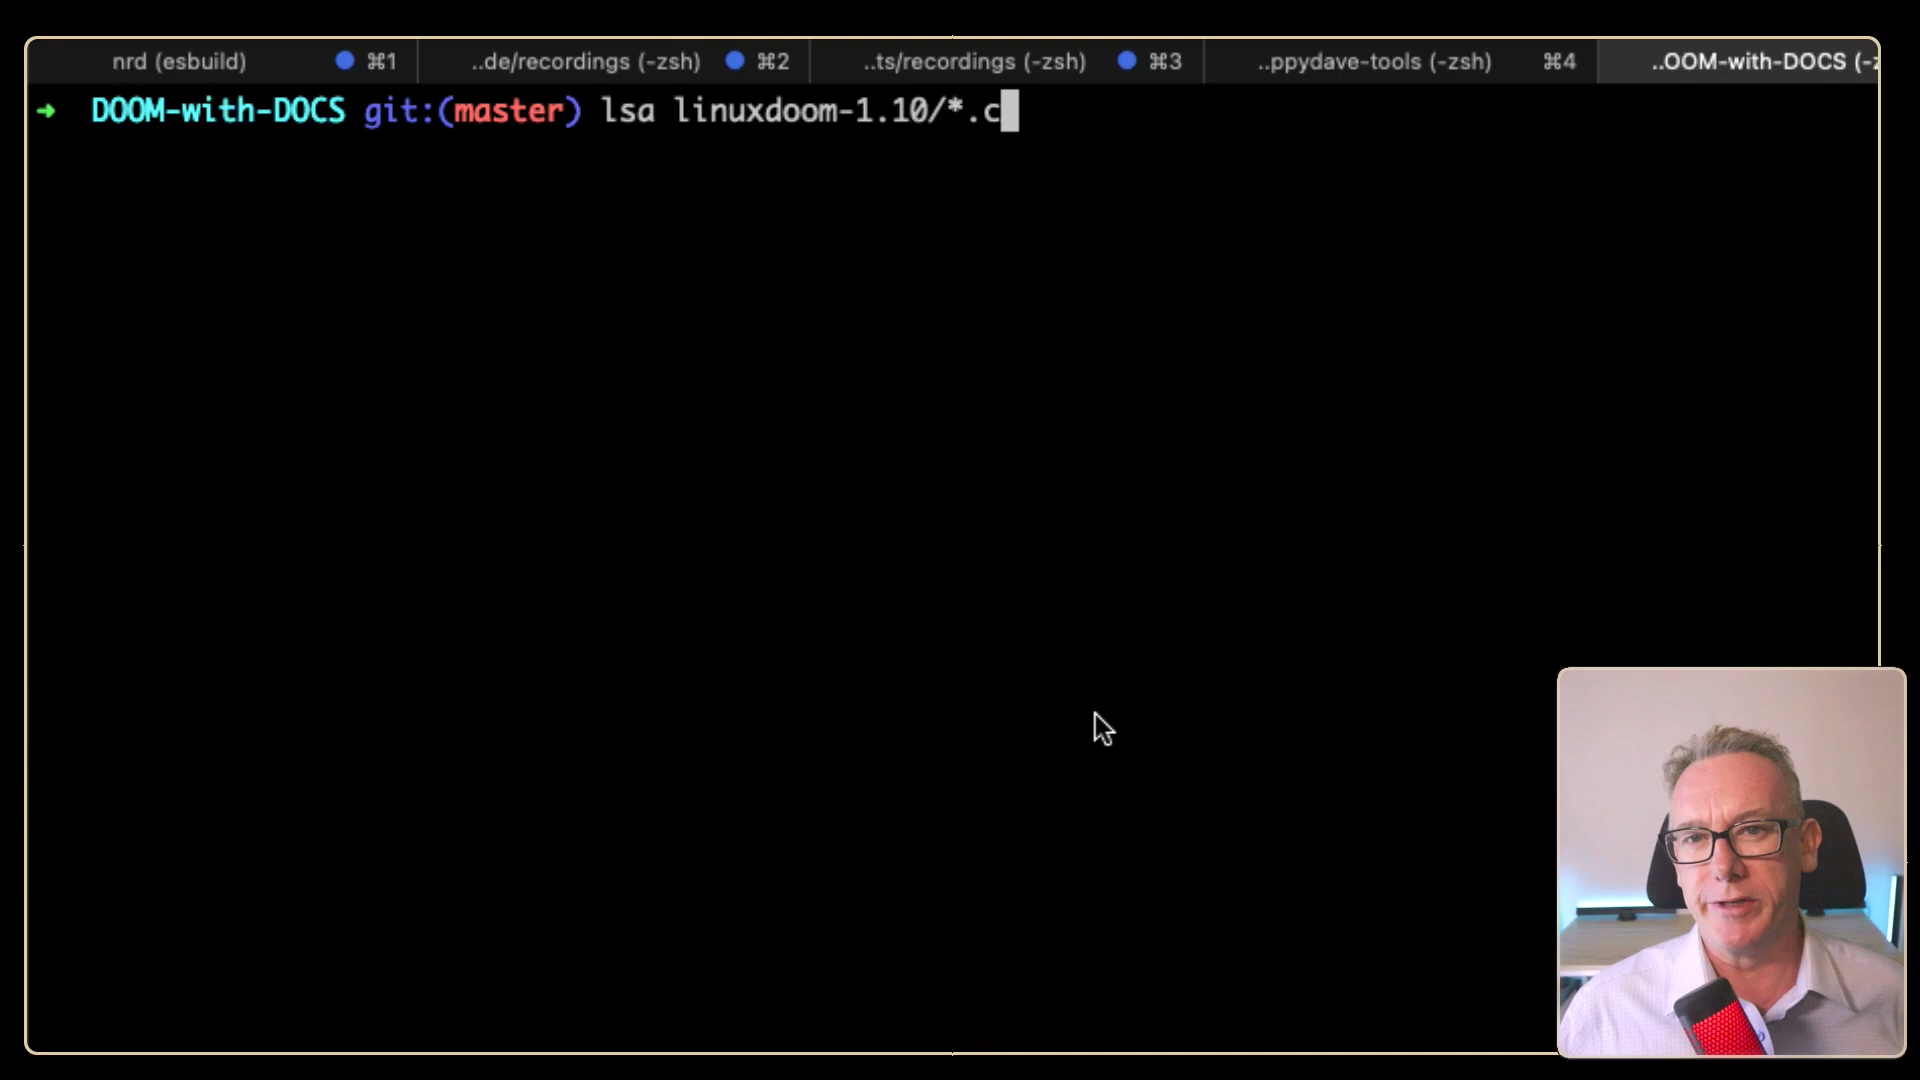 nrd (esbuild) ⌘1 ..de/recordings (-zsh) ⌘2 ..ts/recordings (-zsh) ⌘3 ..ppydave-tools (-zsh) ⌘4 ..OOM-with-DOCS (-z
➜ DOOM-with-DOCS git:(master) lsa linuxdoom-1.10/*.c